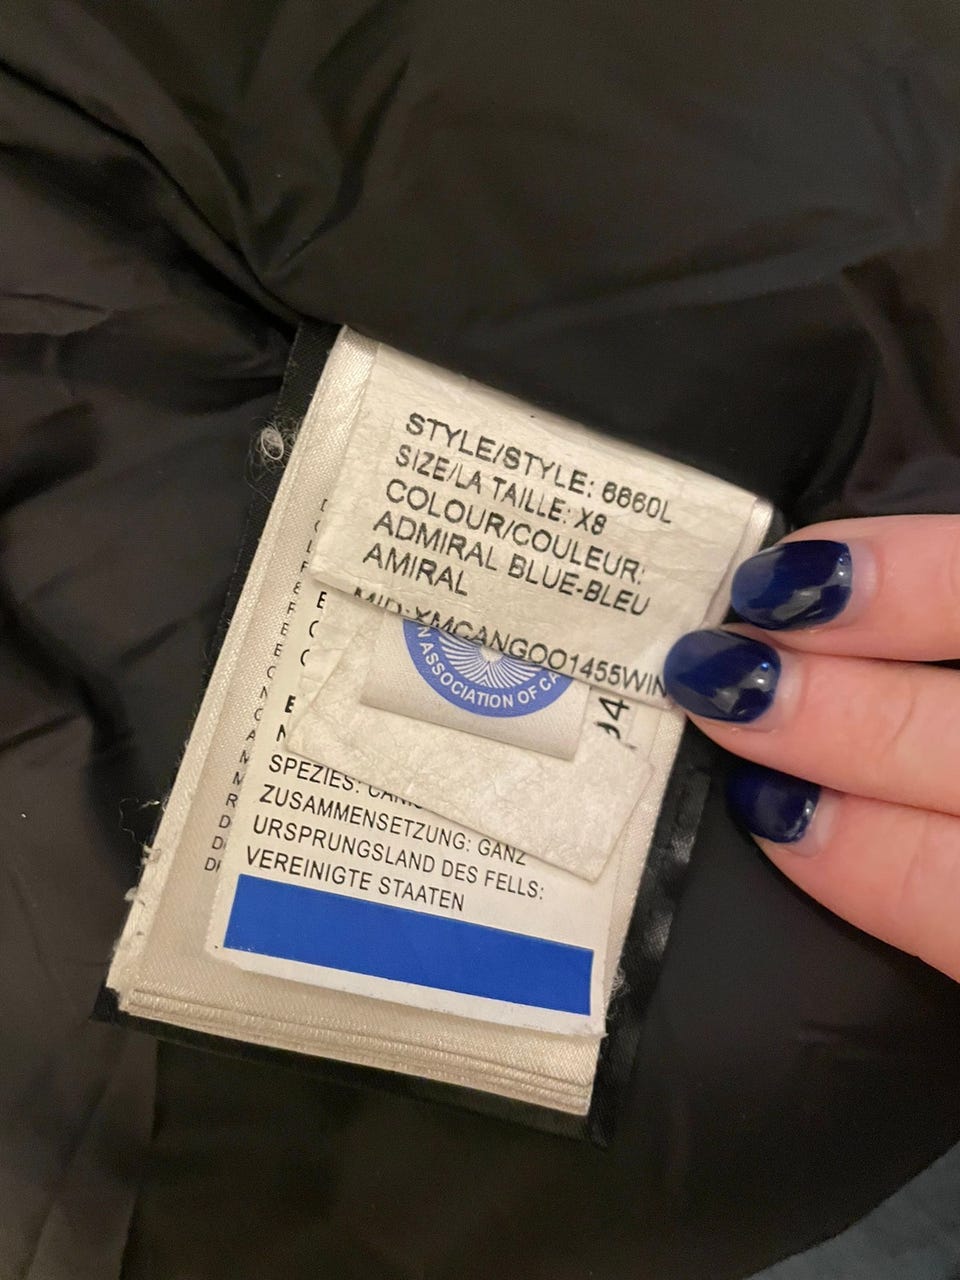 STYLE/STYLE: 6660L
SIZE/LA TAILLE: XS
COLOUR/COULEUR:
ADMIRAL BLUE-BLEU
AMIRAL
MID:XMCANGOO1455WIN
ASSOCIATION OF
SPEZIES:
ZUSAMMENSETZUNG: GANZ
URSPRUNGSLAND DES FELLS:
VEREINIGTE STAATEN